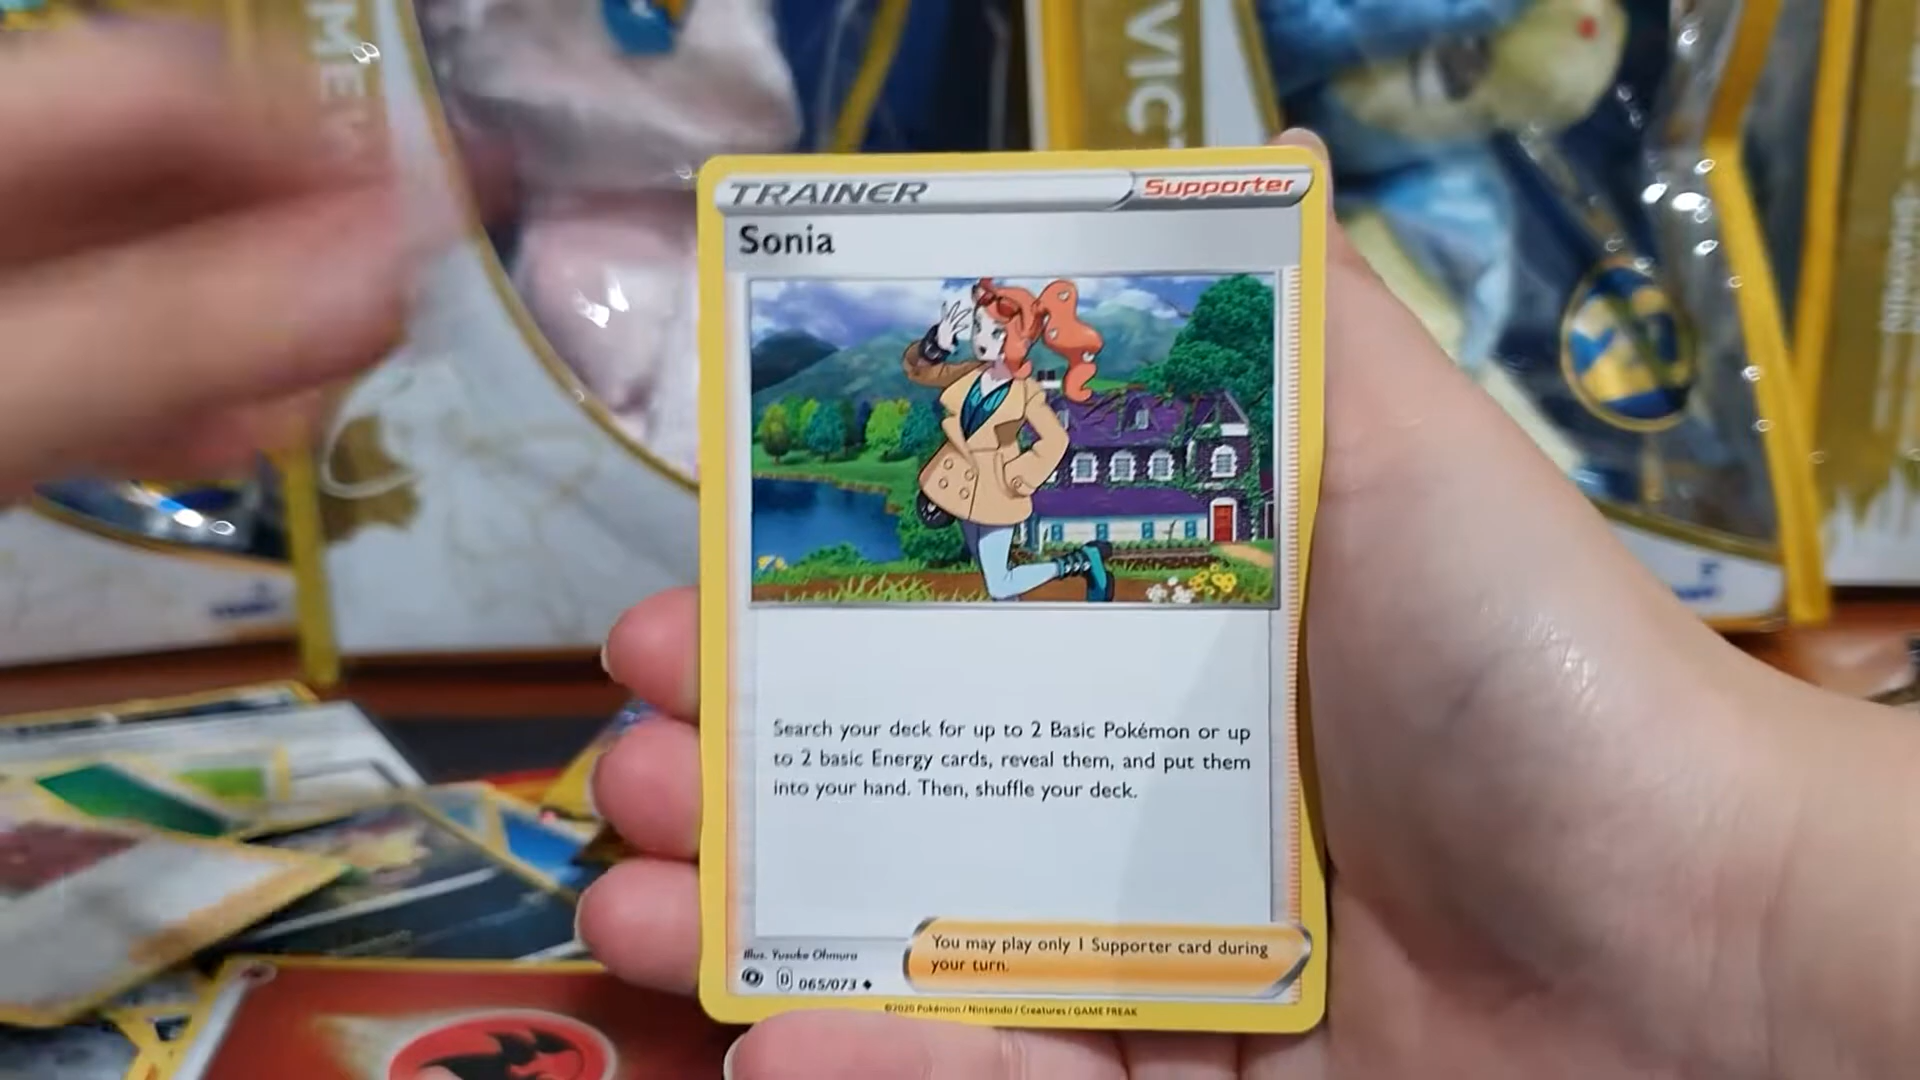 ME
VIC
TRAINER
Supporter
Sonia
Search your deck for up to 2 Basic Pokémon or up
to 2 basic Energy cards, reveal them, and put them
into your hand. Then, shuffle your deck.
You may play only 1 Supporter card during
your turn.
Illus. Yusuke Ohmura
D 065/073
©2020 Pokémon / Nintendo / Creatures / GAME FREAK